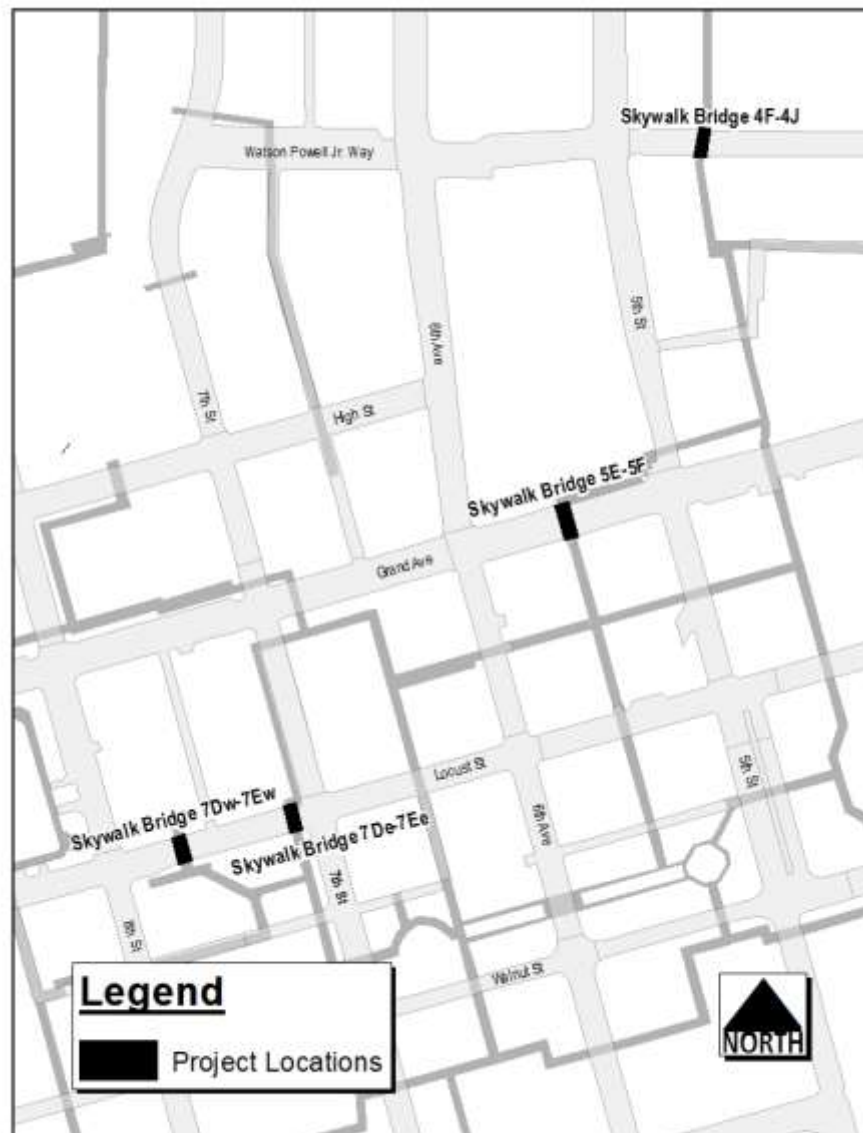 Skywalk Bridge 4F-4J
Watson Powell Jr. Way
5th St
6th Ave
7th St
High St
Skywalk Bridge 5E-5F
Grand Ave
Locust St
5th St
Skywalk Bridge 7Dw-7Ew
6th Ave
Skywalk Bridge 7De-7Ee
7th St
8th St
Walnut St
Legend
Project Locations
NORTH